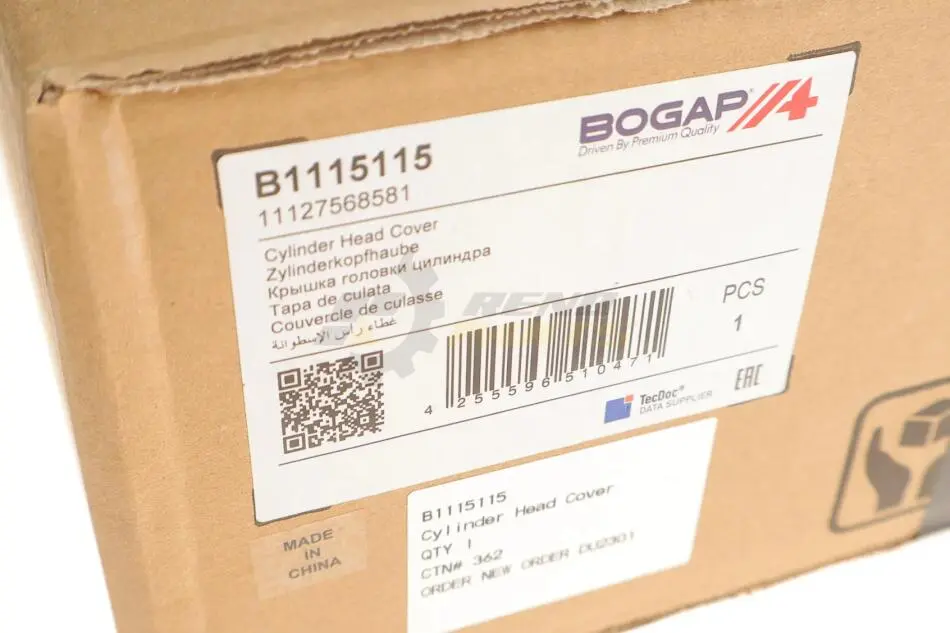 BOGAP
Driven By Premium Quality
B1115115
11127568581
Cylinder Head Cover
Zylinderkopfhaube
Крышка головки цилиндра
Tapa de culata
Couvercle de culasse
غطاء رأس الإسطوانة
PCS
1
4 255596 510471
TecDoc®
DATA SUPPLIER
EAC
B1115115
Cylinder Head Cover
QTY 1
CTN# 362
ORDER NEW ORDER DU2301
MADE
IN
CHINA